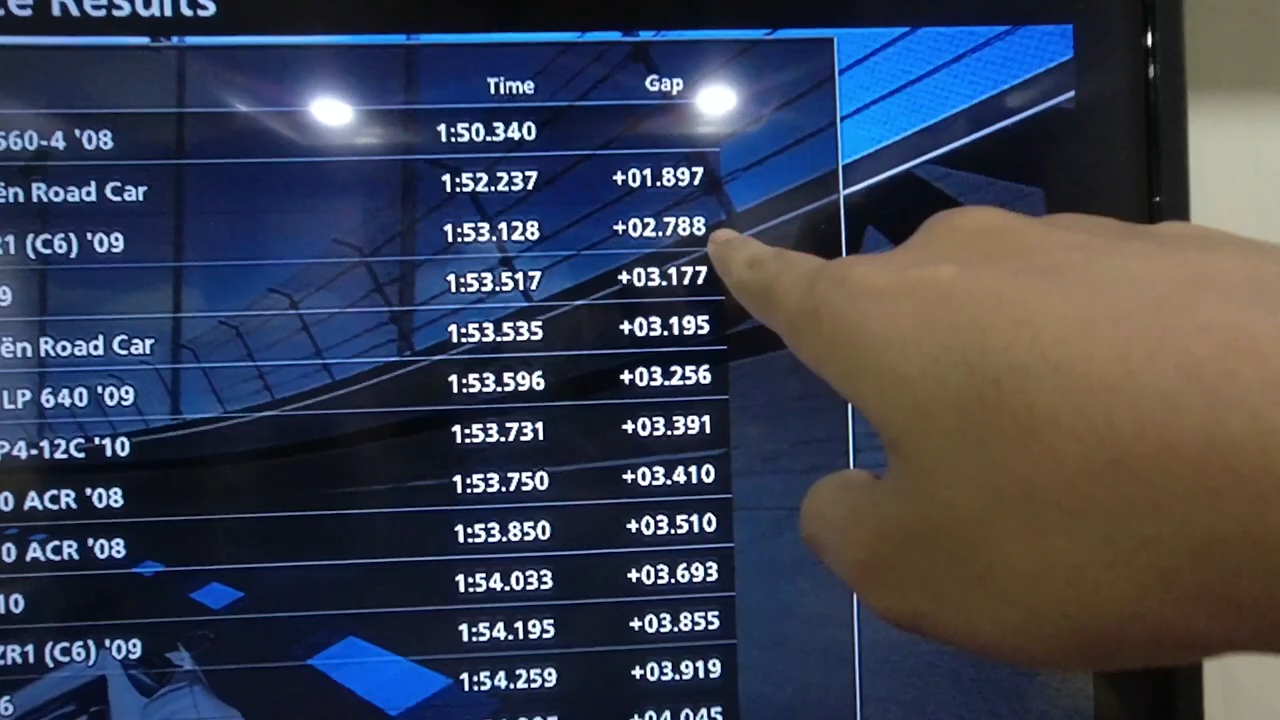 Results
Time Gap
560-4 '08 1:50.340
ën Road Car 1:52.237 +01.897
R1 (C6) '09 1:53.128 +02.788
9 1:53.517 +03.177
ën Road Car 1:53.535 +03.195
LP 640 '09 1:53.596 +03.256
P4-12C '10 1:53.731 +03.391
0 ACR '08 1:53.750 +03.410
0 ACR '08 1:53.850 +03.510
10 1:54.033 +03.693
ZR1 (C6) '09 1:54.195 +03.855
6 1:54.259 +03.919
+04.045